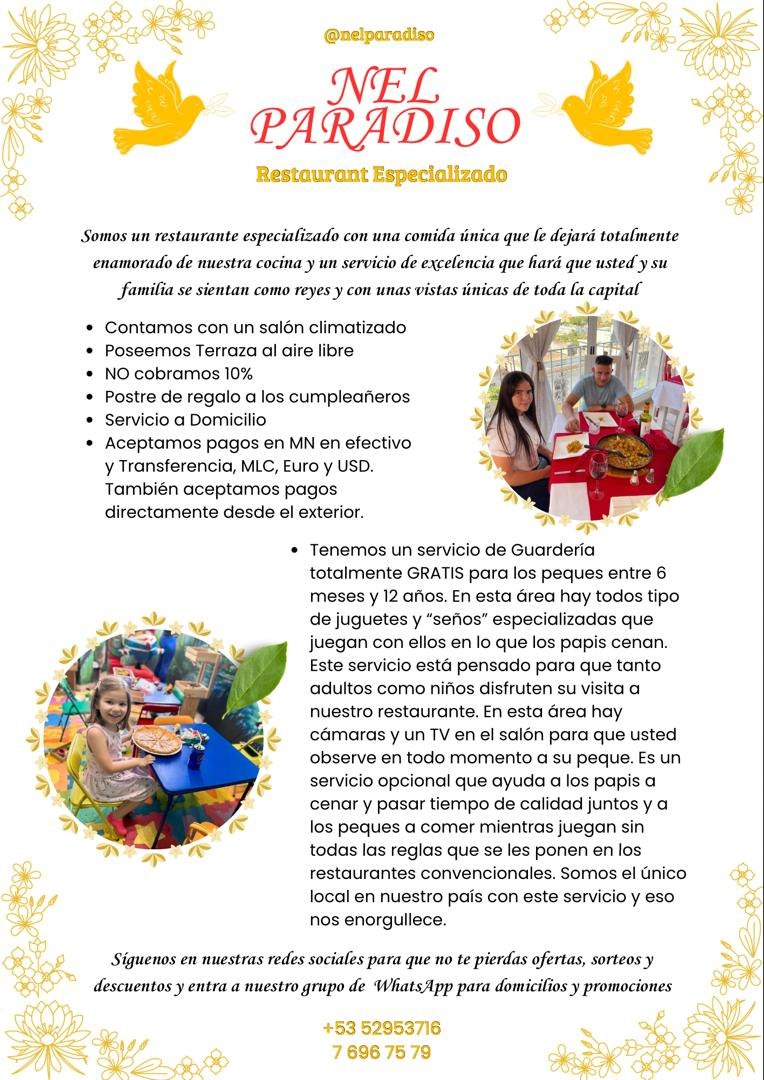 @nelparadiso
NEL
PARADISO
Restaurant Especializado
Somos un restaurante especializado con una comida única que le dejará totalmente
enamorado de nuestra cocina y un servicio de excelencia que hará que usted y su
familia se sientan como reyes y con unas vistas únicas de toda la capital
• Contamos con un salón climatizado
• Poseemos Terraza al aire libre
• NO cobramos 10%
• Postre de regalo a los cumpleañeros
• Servicio a Domicilio
• Aceptamos pagos en MN en efectivo
y Transferencia, MLC, Euro y USD.
También aceptamos pagos
directamente desde el exterior.
• Tenemos un servicio de Guardería
totalmente GRATIS para los peques entre 6
meses y 12 años. En esta área hay todos tipo
de juguetes y “seños” especializadas que
juegan con ellos en lo que los papis cenan.
Este servicio está pensado para que tanto
adultos como niños disfruten su visita a
nuestro restaurante. En esta área hay
cámaras y un TV en el salón para que usted
observe en todo momento a su peque. Es un
servicio opcional que ayuda a los papis a
cenar y pasar tiempo de calidad juntos y a
los peques a comer mientras juegan sin
todas las reglas que se les ponen en los
restaurantes convencionales. Somos el único
local en nuestro país con este servicio y eso
nos enorgullece.
Síguenos en nuestras redes sociales para que no te pierdas ofertas, sorteos y
descuentos y entra a nuestro grupo de WhatsApp para domicilios y promociones
+53 52953716
7 696 75 79